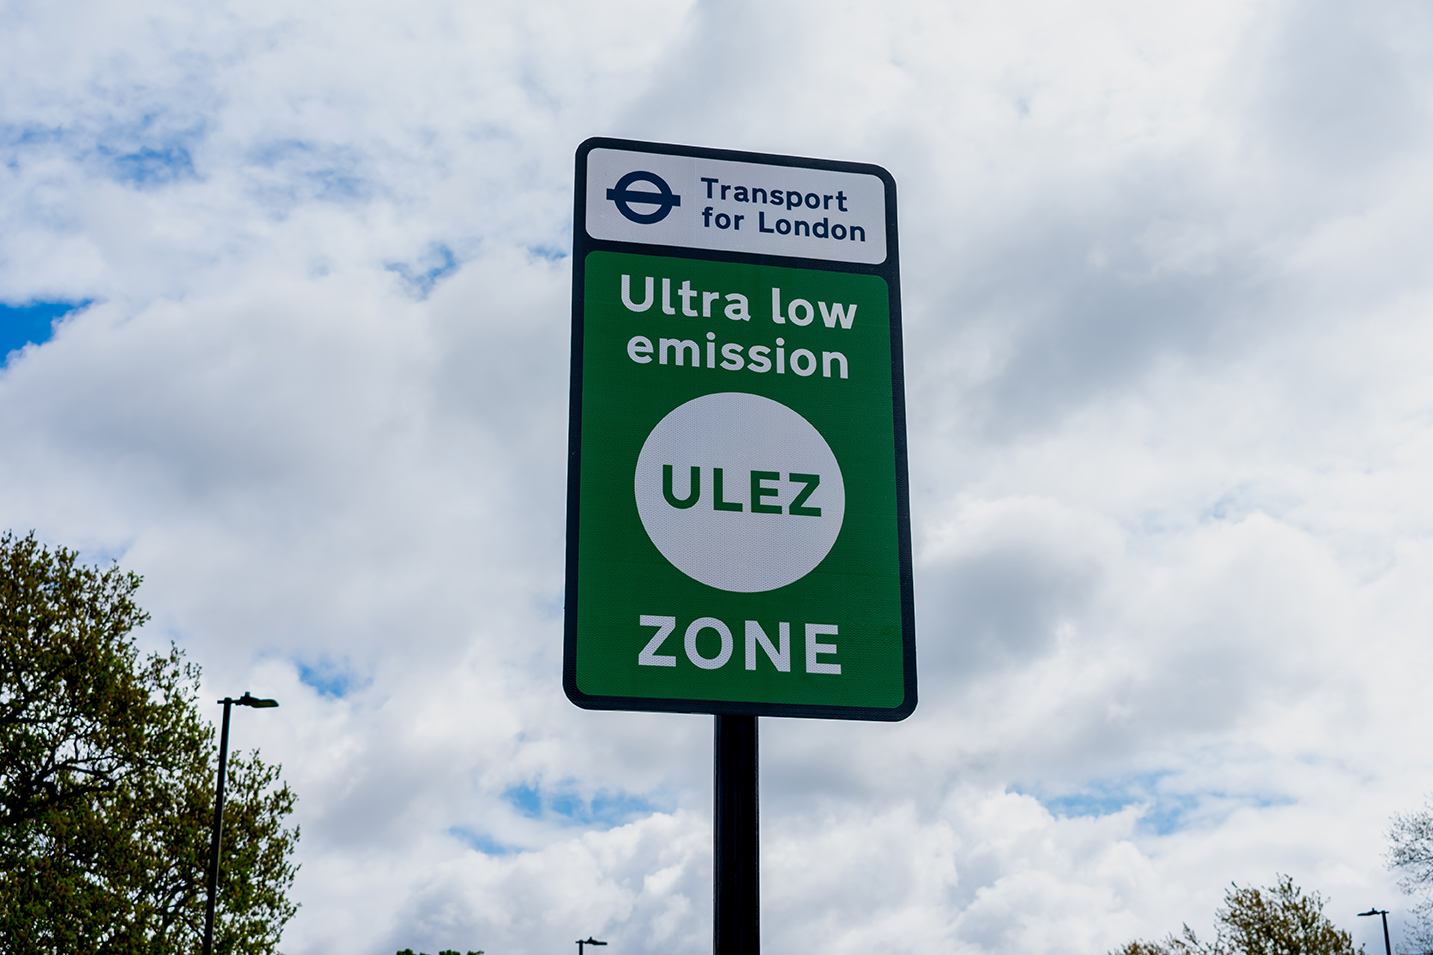 Transport
for London
Ultra low
emission
ULEZ
ZONE